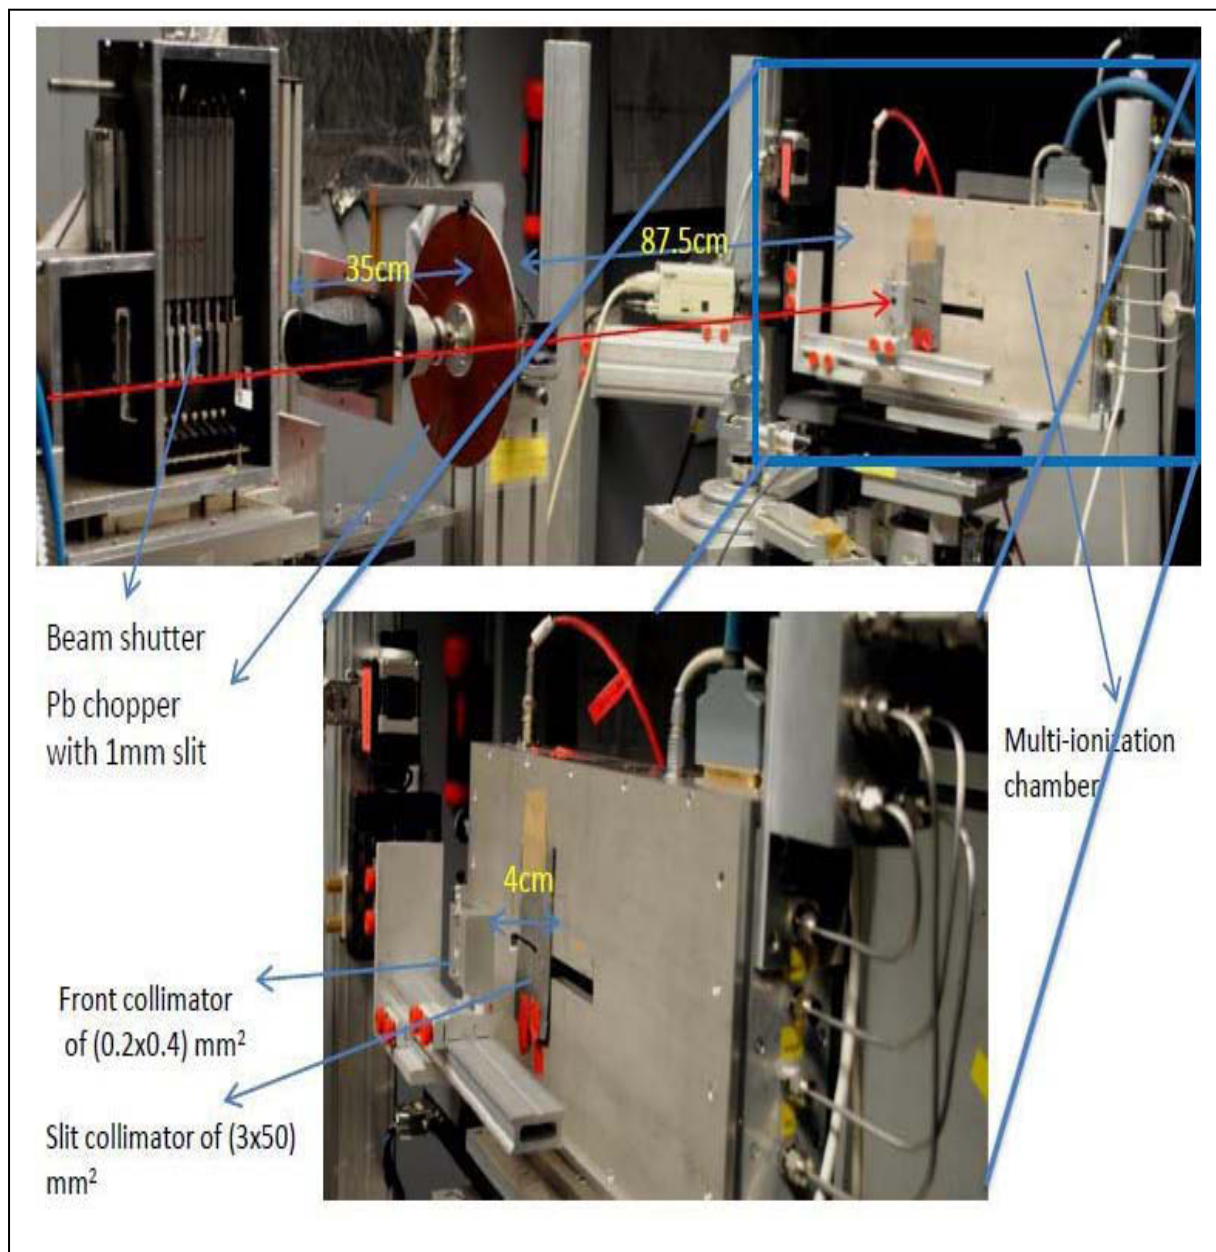 35cm
87.5cm
Beam shutter
Pb chopper
with 1mm slit
Multi-ionization
chamber
4cm
Front collimator
of (0.2x0.4) mm²
Slit collimator of (3x50)
mm²